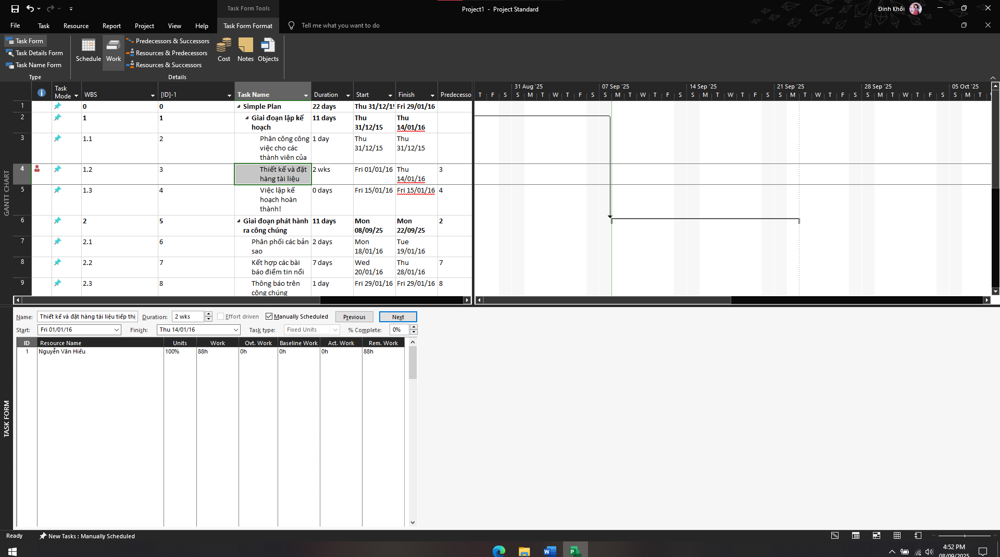 Task Form Tools
Project1 - Project Standard
Đinh Khôi
File Task Resource Report Project View Help Task Form Format Tell me what you want to do
Task Form
Task Details Form
Task Name Form
Type
Schedule
Work
Predecessors & Successors
Resources & Predecessors
Resources & Successors
Details
Cost
Notes
Objects
GANTT CHART
Task Mode WBS [ID]-1 Task Name Duration Start Finish Predecesso
31 Aug '25 07 Sep '25 14 Sep '25 21 Sep '25 28 Sep '25 05 Oct '25
T F S S M T W T F S S M T W T F S S M T W T F S S M T W T F S S M T W T F S S M T
1 0 0 Simple Plan 22 days Thu 31/12/15 Fri 29/01/16
2 1 1 Giai đoạn lập kế hoạch 11 days Thu 31/12/15 Thu 14/01/16
3 1.1 2 Phân công công việc cho các thành viên của 1 day Thu 31/12/15 Thu 31/12/15
4 1.2 3 Thiết kế và đặt hàng tài liệu 2 wks Fri 01/01/16 Thu 14/01/16 3
5 1.3 4 Việc lập kế hoạch hoàn thành! 0 days Fri 15/01/16 Fri 15/01/16 4
6 2 5 Giai đoạn phát hành ra công chúng 11 days Mon 08/09/25 Mon 22/09/25 2
7 2.1 6 Phân phối các bản sao 2 days Mon 18/01/16 Tue 19/01/16
8 2.2 7 Kết hợp các bài báo điểm tin nổi 7 days Wed 20/01/16 Thu 28/01/16 7
9 2.3 8 Thông báo trên công chúng 1 day Fri 29/01/16 Fri 29/01/16 8
TASK FORM
Name: Thiết kế và đặt hàng tài liệu tiếp thị Duration: 2 wks Effort driven Manually Scheduled Previous Next
Start: Fri 01/01/16 Finish: Thu 14/01/16 Task type: Fixed Units % Complete: 0%
ID Resource Name Units Work Ovt. Work Baseline Work Act. Work Rem. Work
1 Nguyễn Văn Hiếu 100% 88h 0h 0h 0h 88h
Ready New Tasks : Manually Scheduled
4:52 PM
08/09/2025